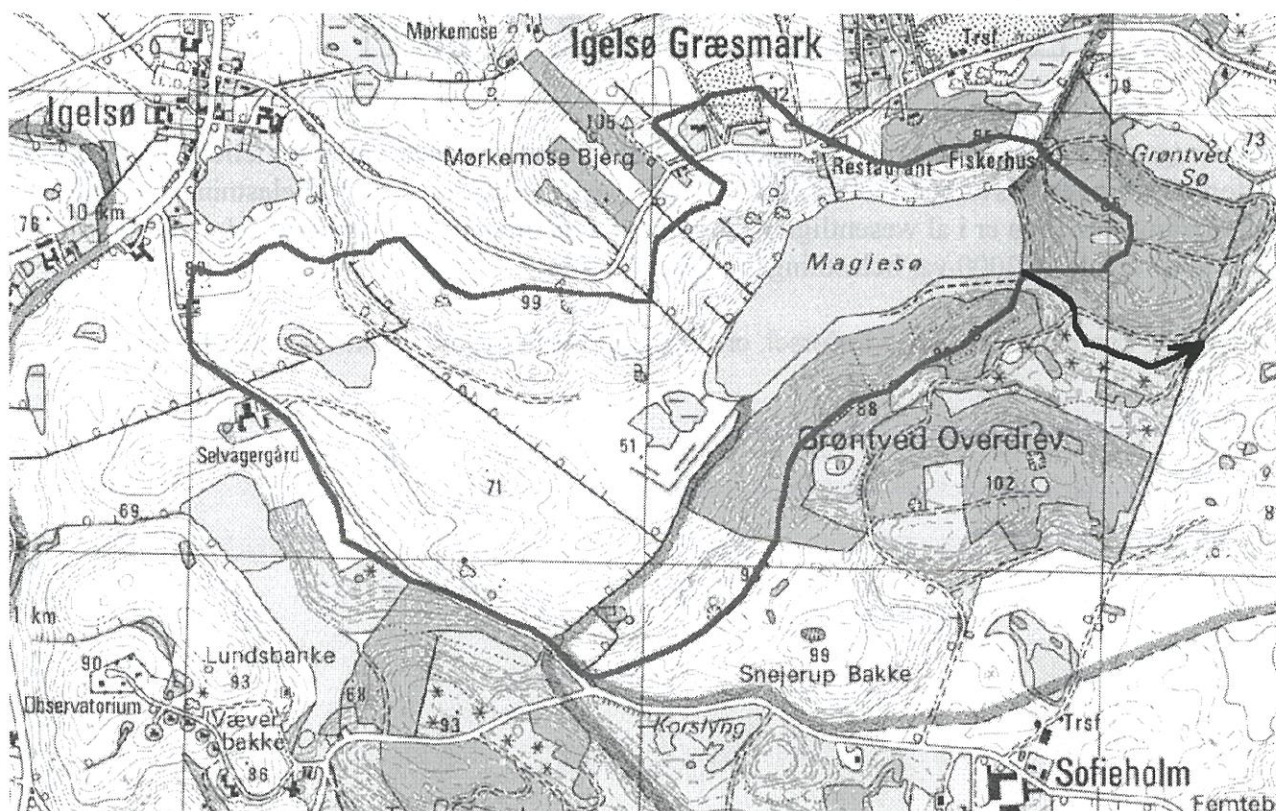 Mørkemose
Igelsø Græsmark
Trsf
Igelsø
105
92
109
Mørkemose Bjerg
Restaurant
95
Fiskerhus
Grøntved
Sø
73
76
10 km
Maglesø
99
88
Grøntved Overdrev
Selvagergård
51
71
102
69
1 km
Lundsbanke
93
90
Observatorium
68
99
Snejerup Bakke
Væver-
bakke
93
Korslyng
Trsf
86
Sofieholm